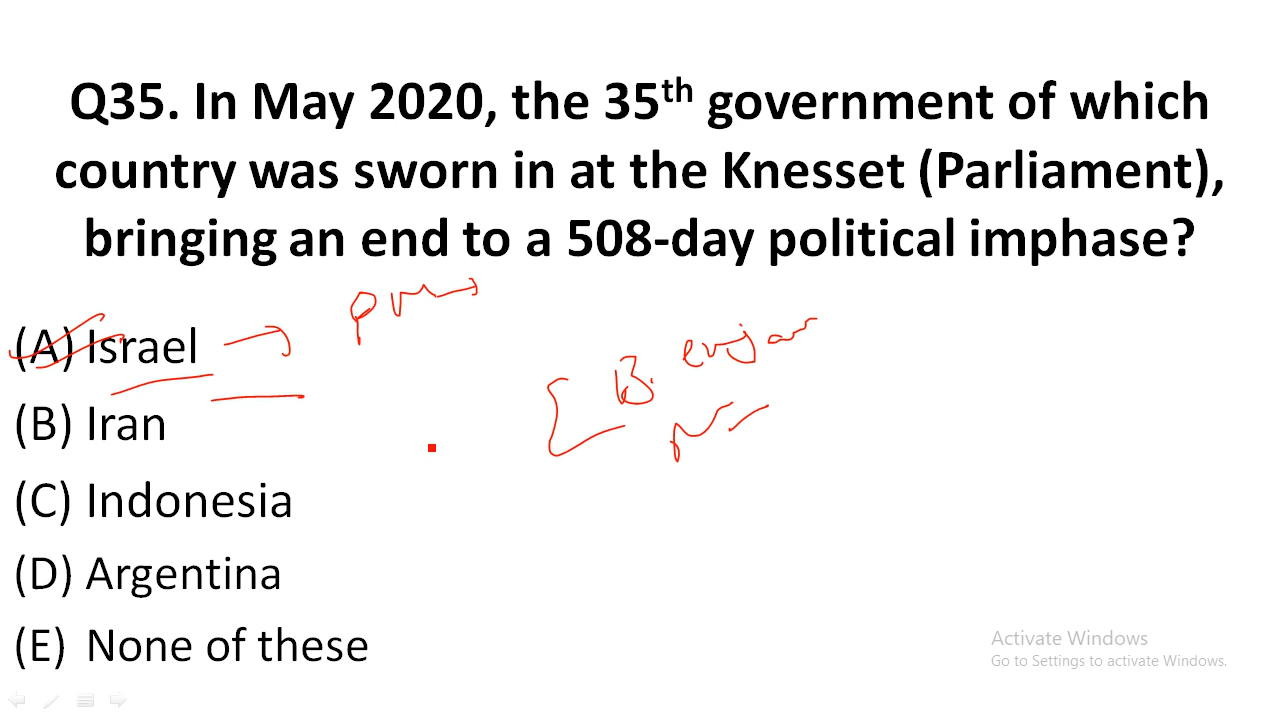 Q35. In May 2020, the 35th government of which
country was sworn in at the Knesset (Parliament),
bringing an end to a 508-day political imphase?
PM
(A) Israel
B.
(B) Iran
(C) Indonesia
(D) Argentina
(E) None of these
Activate Windows
Go to Settings to activate Windows.